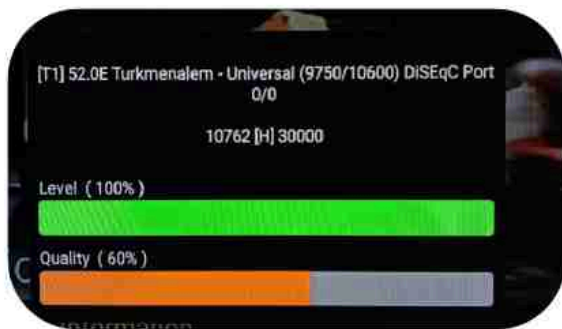 [T1] 52.0E Turkmenalem - Universal (9750/10600) DiSEqC Port
0/0
10762 [H] 30000
Level ( 100% )
Quality ( 60% )